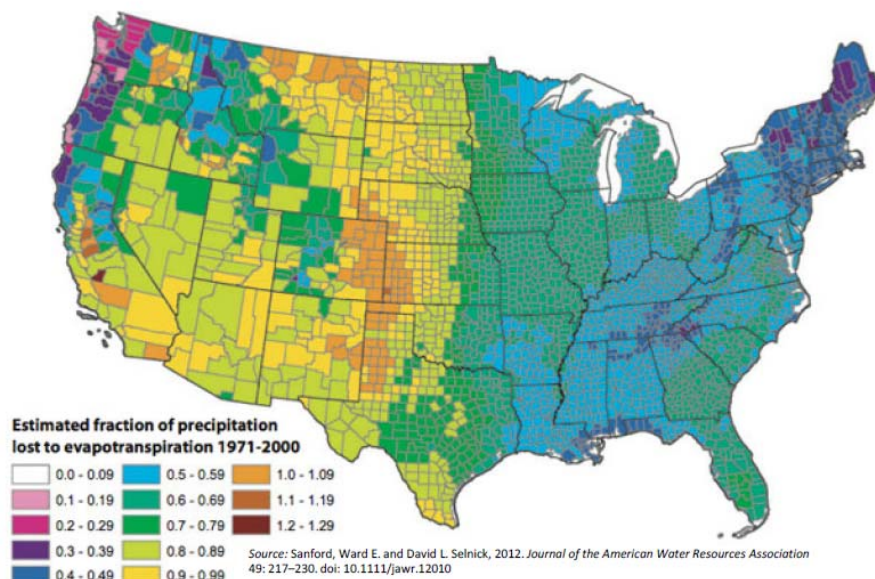 Estimated fraction of precipitation
lost to evapotranspiration 1971-2000
0.0 - 0.09
0.5 - 0.59
1.0 - 1.09
0.1 - 0.19
0.6 - 0.69
1.1 - 1.19
0.2 - 0.29
0.7 - 0.79
1.2 - 1.29
0.3 - 0.39
0.8 - 0.89
0.4 - 0.49
0.9 - 0.99
Source: Sanford, Ward E. and David L. Selnick, 2012. Journal of the American Water Resources Association
49: 217–230. doi: 10.1111/jawr.12010